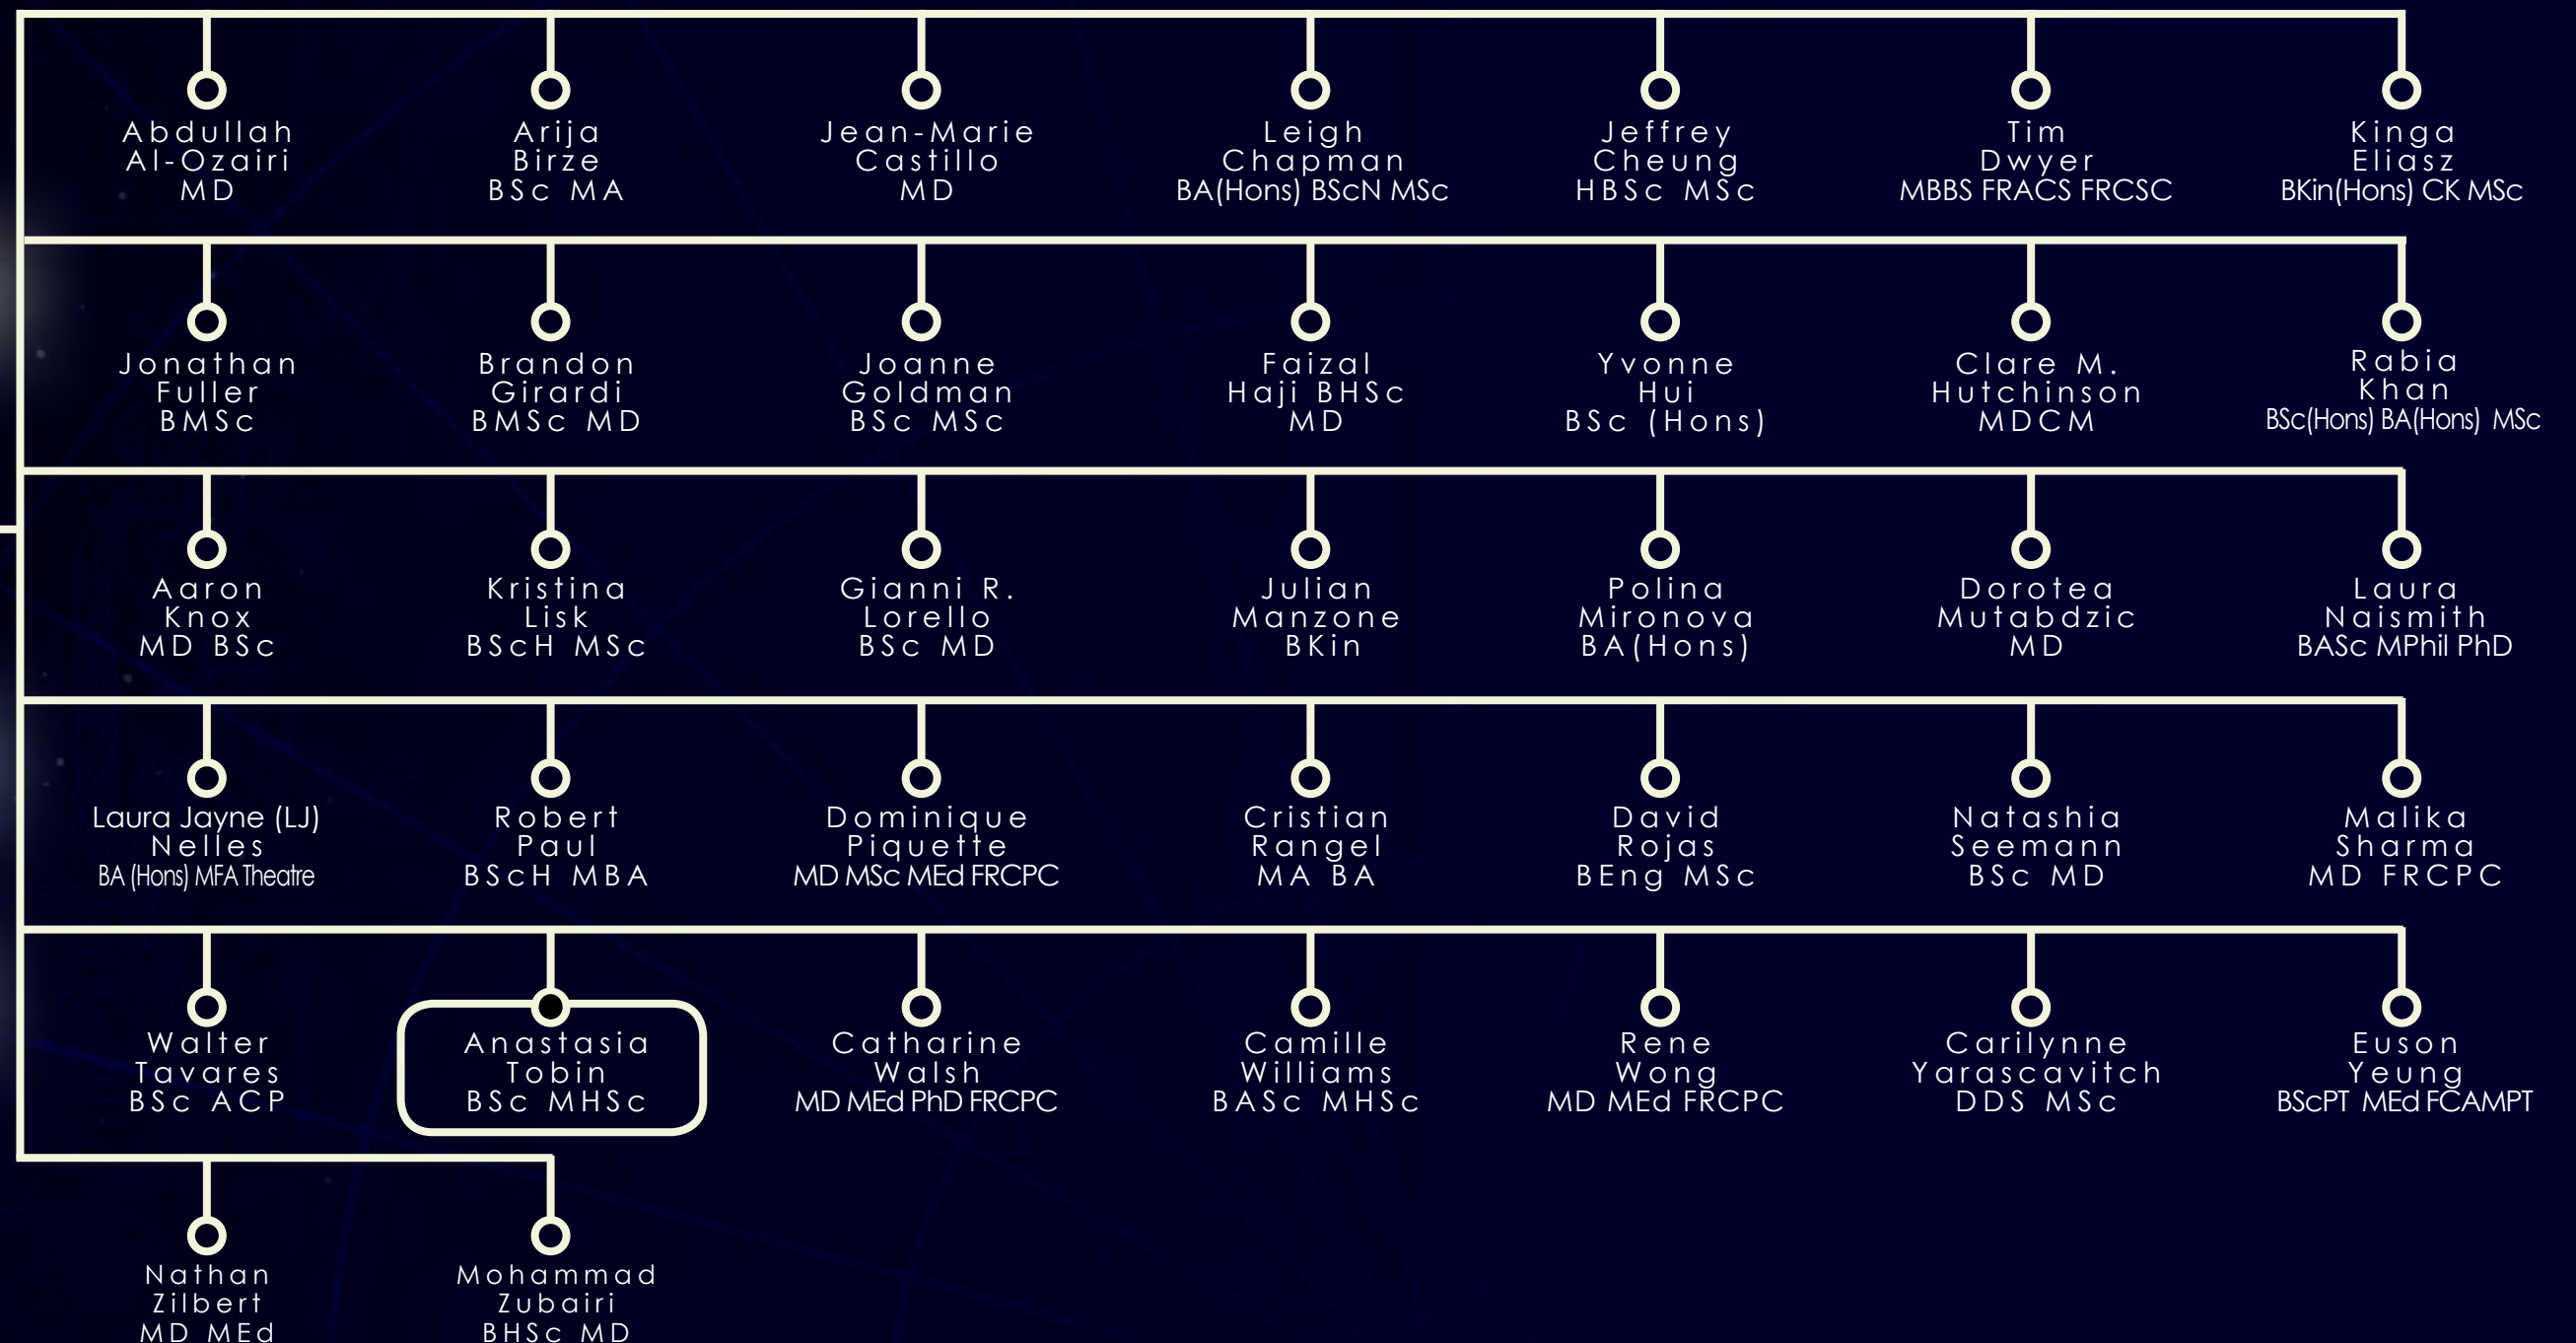 Abdullah
Al-Ozairi
MD
Arija
Birze
BSc MA
Jean-Marie
Castillo
MD
Leigh
Chapman
BA(Hons) BScN MSc
Jeffrey
Cheung
HBSc MSc
Tim
Dwyer
MBBS FRACS FRCSC
Kinga
Eliasz
BKin(Hons) CK MSc
Jonathan
Fuller
BMSc
Brandon
Girardi
BMSc MD
Joanne
Goldman
BSc MSc
Faizal
Haji BHSc
MD
Yvonne
Hui
BSc (Hons)
Clare M.
Hutchinson
MDCM
Rabia
Khan
BSc(Hons) BA(Hons) MSc
Aaron
Knox
MD BSc
Kristina
Lisk
BScH MSc
Gianni R.
Lorello
BSc MD
Julian
Manzone
BKin
Polina
Mironova
BA(Hons)
Dorotea
Mutabdzic
MD
Laura
Naismith
BASc MPhil PhD
Laura Jayne (LJ)
Nelles
BA (Hons) MFA Theatre
Robert
Paul
BScH MBA
Dominique
Piquette
MD MSc MEd FRCPC
Cristian
Rangel
MA BA
David
Rojas
BEng MSc
Natashia
Seemann
BSc MD
Malika
Sharma
MD FRCPC
Walter
Tavares
BSc ACP
Anastasia
Tobin
BSc MHSc
Catharine
Walsh
MD MEd PhD FRCPC
Camille
Williams
BASc MHSc
Rene
Wong
MD MEd FRCPC
Carilynne
Yarascavitch
DDS MSc
Euson
Yeung
BScPT MEd FCAMPT
Nathan
Zilbert
MD MEd
Mohammad
Zubairi
BHSc MD